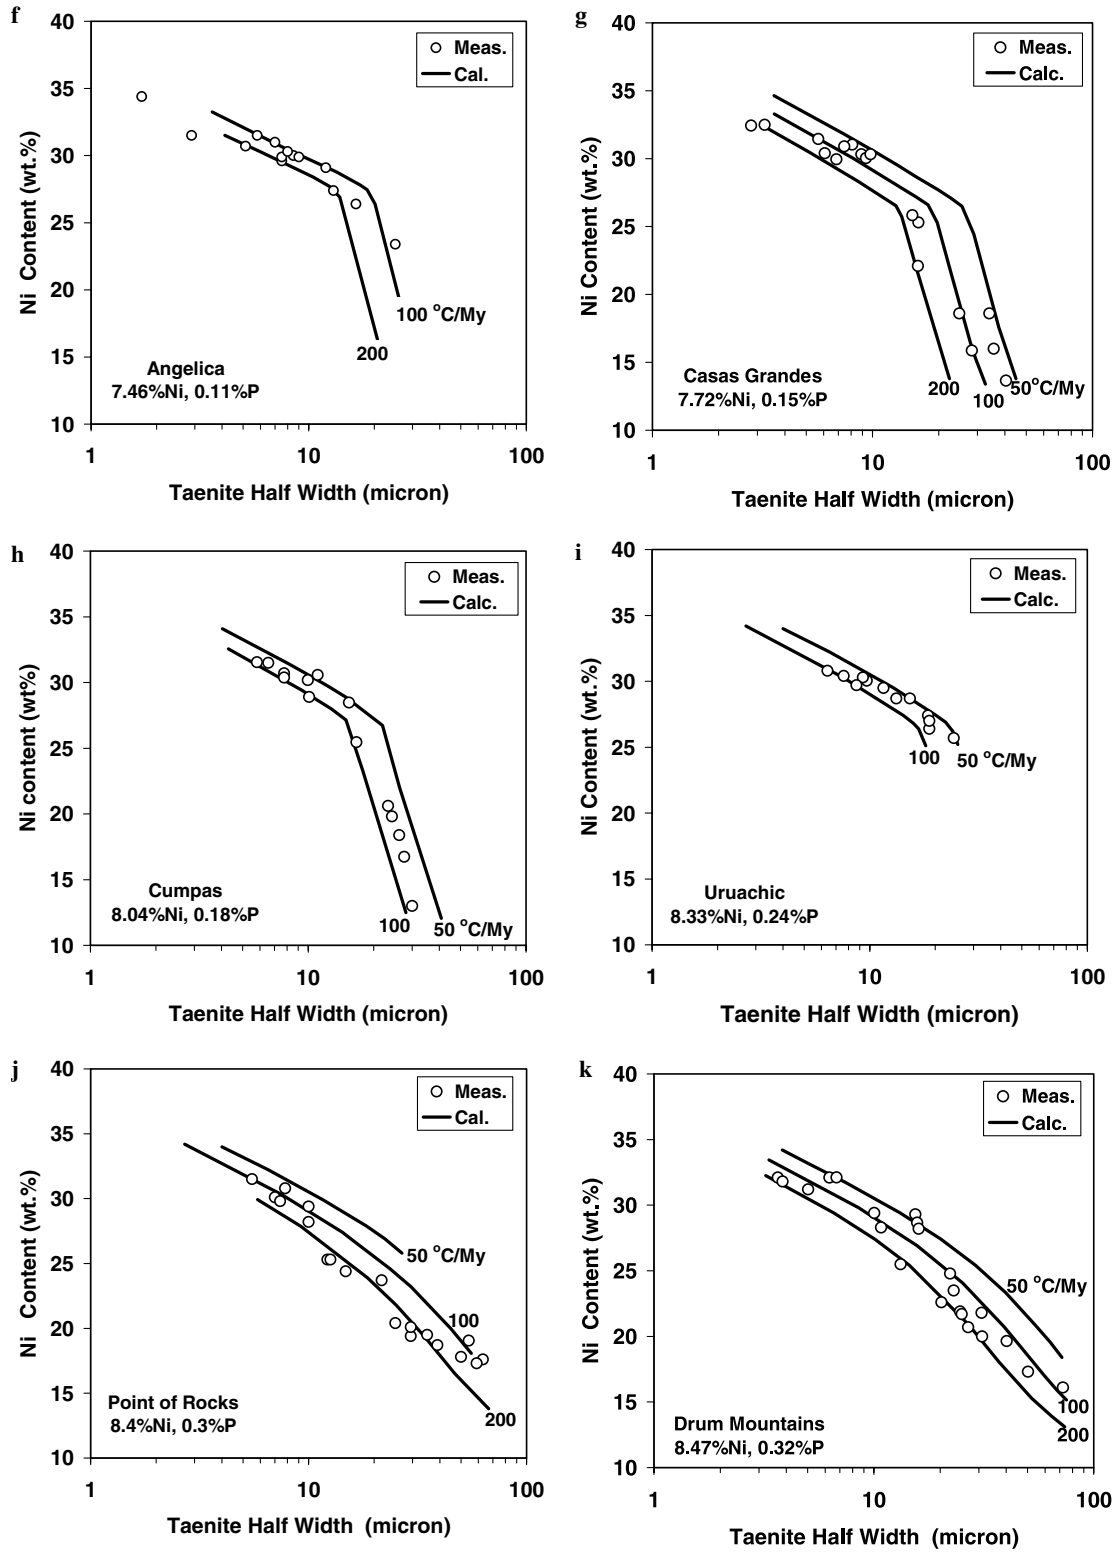 f
40
35
30
25
20
15
10
Ni Content (wt.%)
Meas.
Cal.
100 °C/My
200
Angelica
7.46%Ni, 0.11%P
1 10 100
Taenite Half Width (micron)
g
40
35
30
25
20
15
10
Ni Content (wt.%)
Meas.
Calc.
200
100
50°C/My
Casas Grandes
7.72%Ni, 0.15%P
1 10 100
Taenite Half Width (micron)
h
40
35
30
25
20
15
10
Ni content (wt%)
Meas.
Calc.
Cumpas
8.04%Ni, 0.18%P
100
50 °C/My
1 10 100
Taenite Half Width (micron)
i
40
35
30
25
20
15
10
Ni Content (wt.%)
Meas.
Calc.
100
50 °C/My
Uruachic
8.33%Ni, 0.24%P
1 10 100
Taenite Half Width (micron)
j
40
35
30
25
20
15
10
Ni Content (wt.%)
Meas.
Cal.
50 °C/My
100
200
Point of Rocks
8.4%Ni, 0.3%P
1 10 100
Taenite Half Width (micron)
k
40
35
30
25
20
15
10
Ni Content (wt.%)
Meas.
Calc.
50 °C/My
100
200
Drum Mountains
8.47%Ni, 0.32%P
1 10 100
Taenite Half Width (micron)